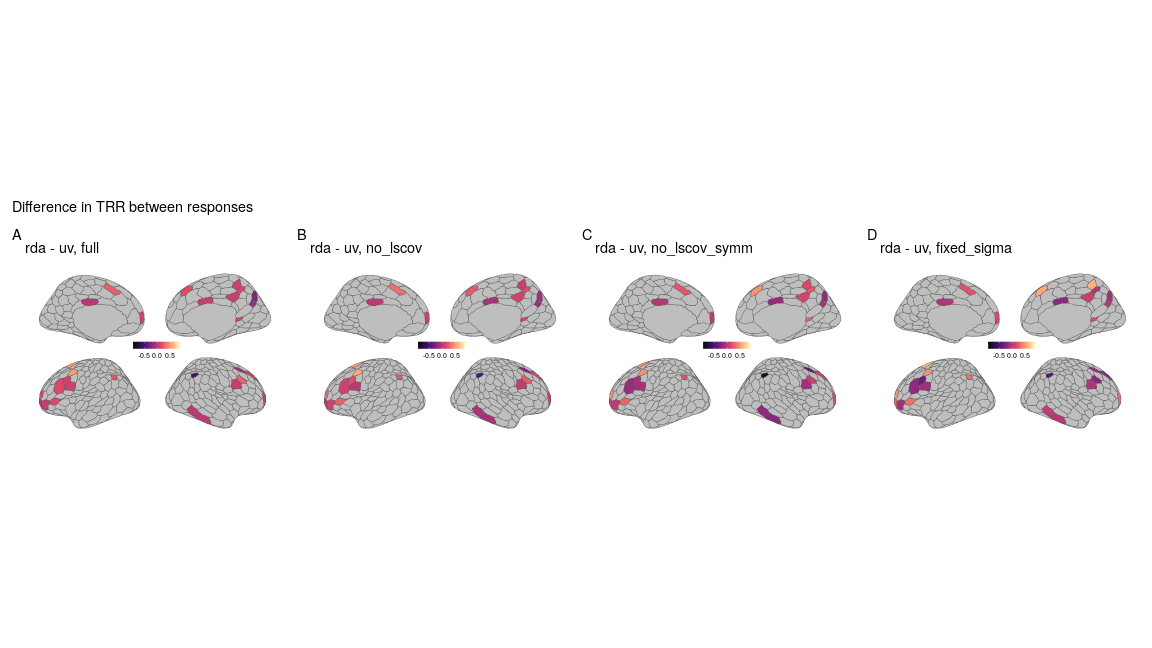 Difference in TRR between responses
A
rda - uv, full
-0.5 0.0 0.5
B
rda - uv, no_lscov
-0.5 0.0 0.5
C
rda - uv, no_lscov_symm
-0.5 0.0 0.5
D
rda - uv, fixed_sigma
-0.5 0.0 0.5